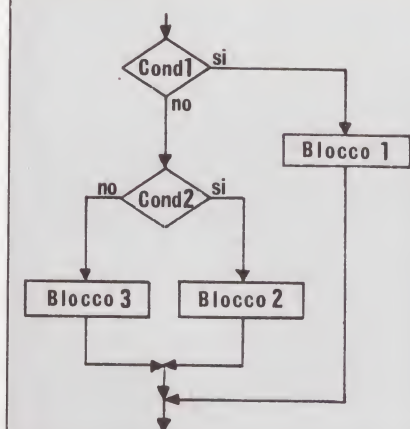 Cond1
si
no
Blocco 1
no
Cond2
si
Blocco 3
Blocco 2